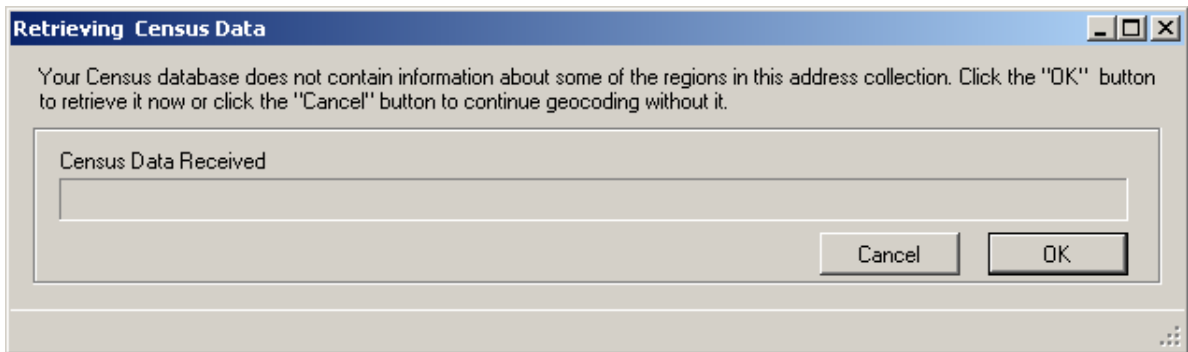 Retrieving  Census Data
Your Census database does not contain information about some of the regions in this address collection. Click the "OK"  button
to retrieve it now or click the "Cancel" button to continue geocoding without it.
Census Data Received
Cancel
OK